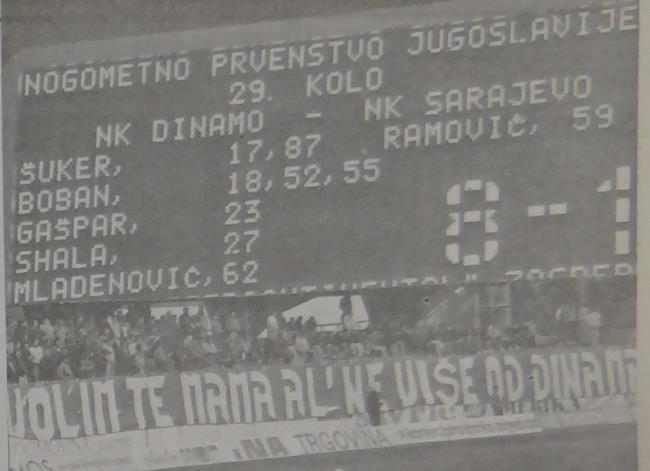 NOGOMETNO PRVENSTVO JUGOSLAVIJE
29. KOLO
NK DINAMO - NK SARAJEVO
ŠUKER, 17,87 RAMOVIĆ, 59
BOBAN, 18,52,55
GAŠPAR, 23
SHALA, 27
MLADENOVIĆ, 62
8-1
VOLIM TE MAMA AL' NE VIŠE OD DINAMA
INA TRGOVINA